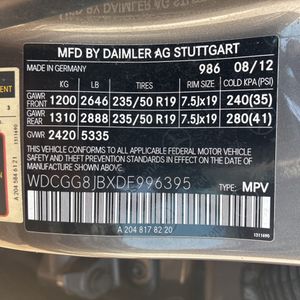 MFD BY DAIMLER AG STUTTGART
MADE IN GERMANY 986 08/12
GAWR KG LB TIRES RIM SIZE COLD KPA (PSI)
GAWR FRONT 1200 2646 235/50 R19 7.5Jx19 240(35)
GAWR REAR 1310 2888 235/50 R19 7.5Jx19 280(41)
GVWR 2420 5335
THIS VEHICLE CONFORMS TO ALL APPLICABLE U.S.
FEDERAL MOTOR VEHICLE SAFETY, BUMPER, AND
THEFT PREVENTION STANDARDS IN EFFECT ON THE
DATE OF MANUFACTURE SHOWN ABOVE.
WDCGG8JBXDF996395 TYPE: MPV
A 204 817 82 20
1311690